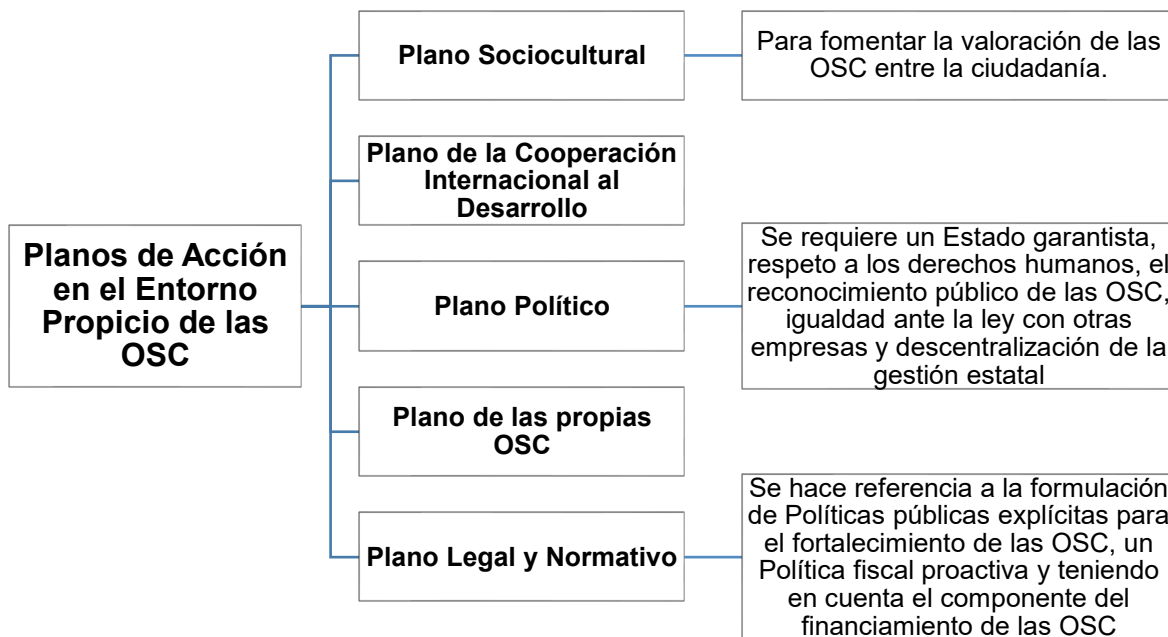 Planos de Acción
en el Entorno
Propicio de las
OSC
Plano Sociocultural
Para fomentar la valoración de las
OSC entre la ciudadanía.
Plano de la Cooperación
Internacional al
Desarrollo
Plano Político
Se requiere un Estado garantista,
respeto a los derechos humanos, el
reconocimiento público de las OSC,
igualdad ante la ley con otras
empresas y descentralización de la
gestión estatal
Plano de las propias
OSC
Plano Legal y Normativo
Se hace referencia a la formulación
de Políticas públicas explícitas para
el fortalecimiento de las OSC, un
Política fiscal proactiva y teniendo
en cuenta el componente del
financiamiento de las OSC